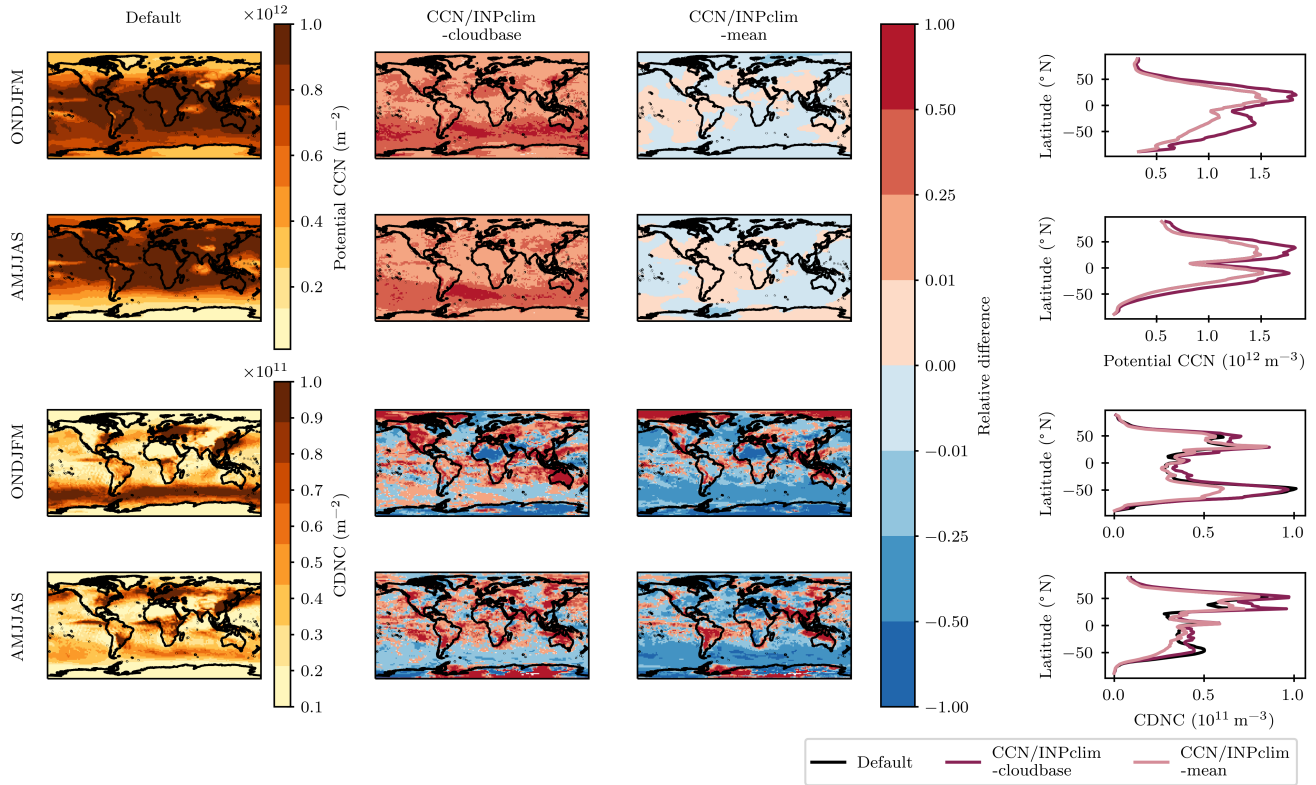 ×10¹²
Default
CCN/INPclim
-cloudbase
CCN/INPclim
-mean
ONDJFM
1.0
0.8
0.6
0.4
0.2
Potential CCN (m⁻²)
1.00
0.50
0.25
0.01
0.00
−0.01
−0.25
−0.50
−1.00
Relative difference
Latitude (° N)
50
0
−50
0.5
1.0
1.5
AMJJAS
Latitude (° N)
50
0
−50
0.5
1.0
1.5
Potential CCN (10¹² m⁻³)
×10¹¹
ONDJFM
1.0
0.9
0.8
0.7
0.6
0.5
0.4
0.3
0.2
0.1
CDNC (m⁻²)
Latitude (° N)
50
0
−50
0.0
0.5
1.0
AMJJAS
Latitude (° N)
50
0
−50
0.0
0.5
1.0
CDNC (10¹¹ m⁻³)
Default
CCN/INPclim
-cloudbase
CCN/INPclim
-mean